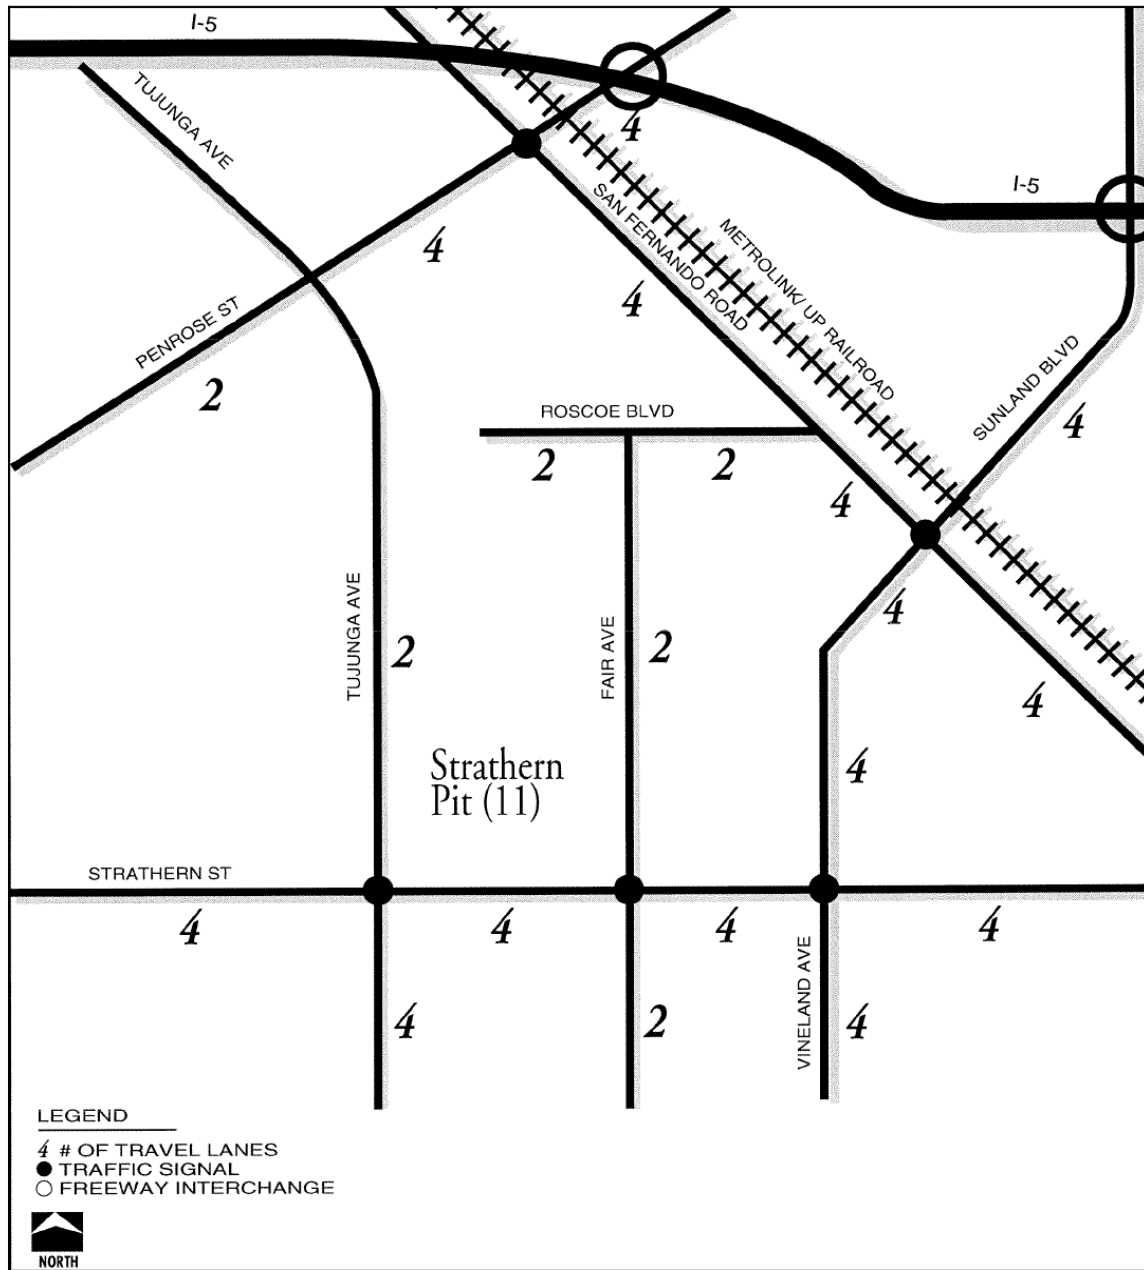 I-5
TUJUNGA AVE
4
I-5
4
SAN FERNANDO ROAD
METROLINK/ UP RAILROAD
4
PENROSE ST
2
SUNLAND BLVD
4
ROSCOE BLVD
2
2
4
4
TUJUNGA AVE
2
FAIR AVE
2
4
4
Strathern
Pit (11)
STRATHERN ST
4
4
4
4
VINELAND AVE
4
2
4
LEGEND
4 # OF TRAVEL LANES
TRAFFIC SIGNAL
FREEWAY INTERCHANGE
NORTH